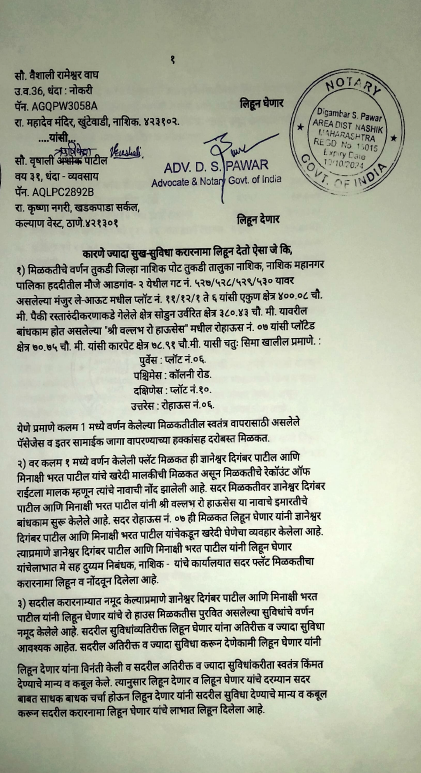 १
सौ. वैशाली रामेश्वर वाघ
उ.व.36, धंदा : नोकरी
पॅन. AGQPW3058A
लिहून घेणार
रा. महादेव मंदिर, खुंटेवाडी, नाशिक. ४२३१०२.
....यांसी...
सौ. वृषाली अशोक पाटील
वय ३१, धंदा - व्यवसाय
पॅन. AQLPC2892B
रा. कृष्णा नगरी, खडकपाडा सर्कल,
कल्याण वेस्ट, ठाणे.४२१३०१
लिहून देणार
ADV. D. S. PAWAR
Advocate & Notary Govt. of India
NOTARY
Digambar S. Pawar
AREA DIST NASHIK
MAHARASHTRA
REGD No. 15015
Expiry Date
10/10/2024
GOVT. OF INDIA
कारणे ज्यादा सुख-सुविधा करारनामा लिहून देतो ऐसा जे कि,
१) मिळकतीचे वर्णन तुकडी जिल्हा नाशिक पोट तुकडी तालुका नाशिक, नाशिक महानगर
पालिका हददीतील मौजे आडगांव- २ येथील गट नं. ५२७/५२८/५२९/५३० यावर
असलेल्या मंजुर ले-आऊट मधील प्लॉट नं. ११/१२/१ ते ६ यांसी एकुण क्षेत्र ४००.०८ चौ.
मी. पैकी रस्तारुंदीकरणाकडे गेलेले क्षेत्र सोडुन उर्वरित क्षेत्र ३८०.४३ चौ. मी. यावरील
बांधकाम होत असलेल्या "श्री वल्लभ रो हाऊसेस" मधील रोहाऊस नं. ०७ यांसी प्लॉटेड
क्षेत्र ७०.७५ चौ. मी. यांसी कारपेट क्षेत्र ७८.९१ चौ.मी. यासी चतु: सिमा खालील प्रमाणे. :
पुर्वेस : प्लॉट नं.०६.
पश्चिमेस : कॉलनी रोड.
दक्षिणेस : प्लॉट नं.१०.
उत्तरेस : रोहाऊस नं.०६.
येणे प्रमाणे कलम 1 मध्ये वर्णन केलेल्या मिळकतीतील स्वतंत्र वापरासाठी असलेले
पॅसेजेस व इतर सामाईक जागा वापरण्याच्या हक्कांसह दरोबस्त मिळकत.
२) वर कलम १ मध्ये वर्णन केलेली फ्लॅट मिळकत ही ज्ञानेश्वर दिगंबर पाटील आणि
मिनाक्षी भरत पाटील यांचे खरेदी मालकीची मिळकत असून मिळकतीचे रेकॉऊंट ऑफ
राईटला मालक म्हणून त्यांचे नावाची नोंद झालेली आहे. सदर मिळकतीवर ज्ञानेश्वर दिगंबर
पाटील आणि मिनाक्षी भरत पाटील यांनी श्री वल्लभ रो हाऊसेस या नावाचे इमारतीचे
बांधकाम सुरू केलेले आहे. सदर रोहाऊस नं. ०७ ही मिळकत लिहून घेणार यांनी ज्ञानेश्वर
दिगंबर पाटील आणि मिनाक्षी भरत पाटील यांचेकडून खरेदी घेणेचा व्यवहार केलेला आहे.
त्याप्रमाणे ज्ञानेश्वर दिगंबर पाटील आणि मिनाक्षी भरत पाटील यांनी लिहून घेणार
यांचेलाभात मे सह दुय्यम निबंधक, नाशिक - यांचे कार्यालयात सदर फ्लॅट मिळकतीचा
करारनामा लिहून व नोंदवून दिलेला आहे.
३) सदरील करारनाम्यात नमूद केल्याप्रमाणे ज्ञानेश्वर दिगंबर पाटील आणि मिनाक्षी भरत
पाटील यांनी लिहून घेणार यांचे रो हाउस मिळकतीस पुरवित असलेल्या सुविधांचे वर्णन
नमूद केलेले आहे. सदरील सुविधांव्यतिरीक्त लिहून घेणार यांना अतिरीक्त व ज्यादा सुविधा
आवश्यक आहेत. सदरील अतिरीक्त व ज्यादा सुविधा करून देणेकामी लिहून घेणार यांनी
लिहून देणार यांना विनंती केली व सदरील अतिरीक्त व ज्यादा सुविधांकरीता स्वतंत्र किंमत
देण्याचे मान्य व कबूल केले. त्यानुसार लिहून देणार व लिहून घेणार यांचे दरम्यान सदर
बाबत साधक बाधक चर्चा होऊन लिहून देणार यांनी सदरील सुविधा देण्याचे मान्य व कबूल
करून सदरील करारनामा लिहून घेणार यांचे लाभात लिहून दिलेला आहे.